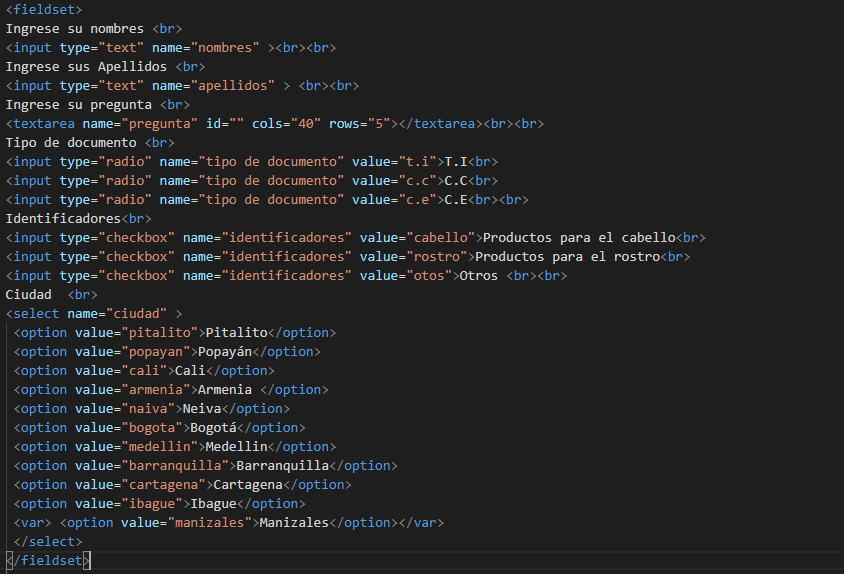 <fieldset>
Ingrese su nombres <br>
<input type="text" name="nombres" ><br><br>
Ingrese sus Apellidos <br>
<input type="text" name="apellidos" > <br><br>
Ingrese su pregunta <br>
<textarea name="pregunta" id="" cols="40" rows="5"></textarea><br><br>
Tipo de documento <br>
<input type="radio" name="tipo de documento" value="t.i">T.I<br>
<input type="radio" name="tipo de documento" value="c.c">C.C<br>
<input type="radio" name="tipo de documento" value="c.e">C.E<br><br>
Identificadores<br>
<input type="checkbox" name="identificadores" value="cabello">Productos para el cabello<br>
<input type="checkbox" name="identificadores" value="rostro">Productos para el rostro<br>
<input type="checkbox" name="identificadores" value="otos">Otros <br><br>
Ciudad  <br>
<select name="ciudad" >
 <option value="pitalito">Pitalito</option>
 <option value="popayan">Popayán</option>
 <option value="cali">Cali</option>
 <option value="armenia">Armenia </option>
 <option value="naiva">Neiva</option>
 <option value="bogota">Bogotá</option>
 <option value="medellin">Medellin</option>
 <option value="barranquilla">Barranquilla</option>
 <option value="cartagena">Cartagena</option>
 <option value="ibague">Ibague</option>
 <var> <option value="manizales">Manizales</option></var>
 </select>
</fieldset>